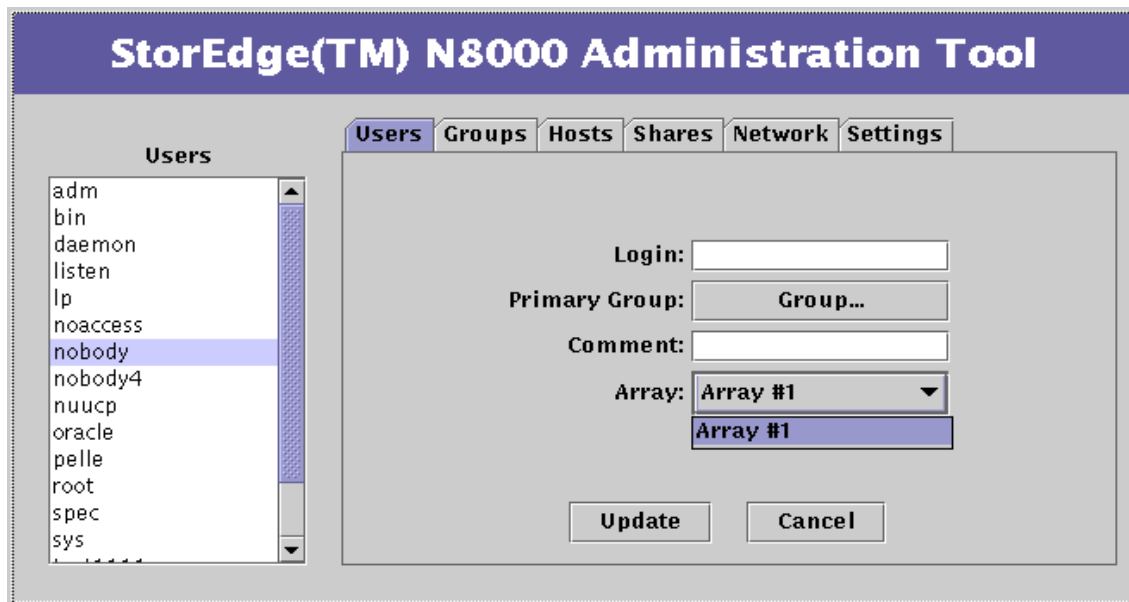 StorEdge(TM) N8000 Administration Tool
Users Groups Hosts Shares Network Settings
Users
adm
bin
daemon
listen
lp
noaccess
nobody
nobody4
nuucp
oracle
pelle
root
spec
sys
Login:
Primary Group: Group...
Comment:
Array: Array #1
Array #1
Update Cancel